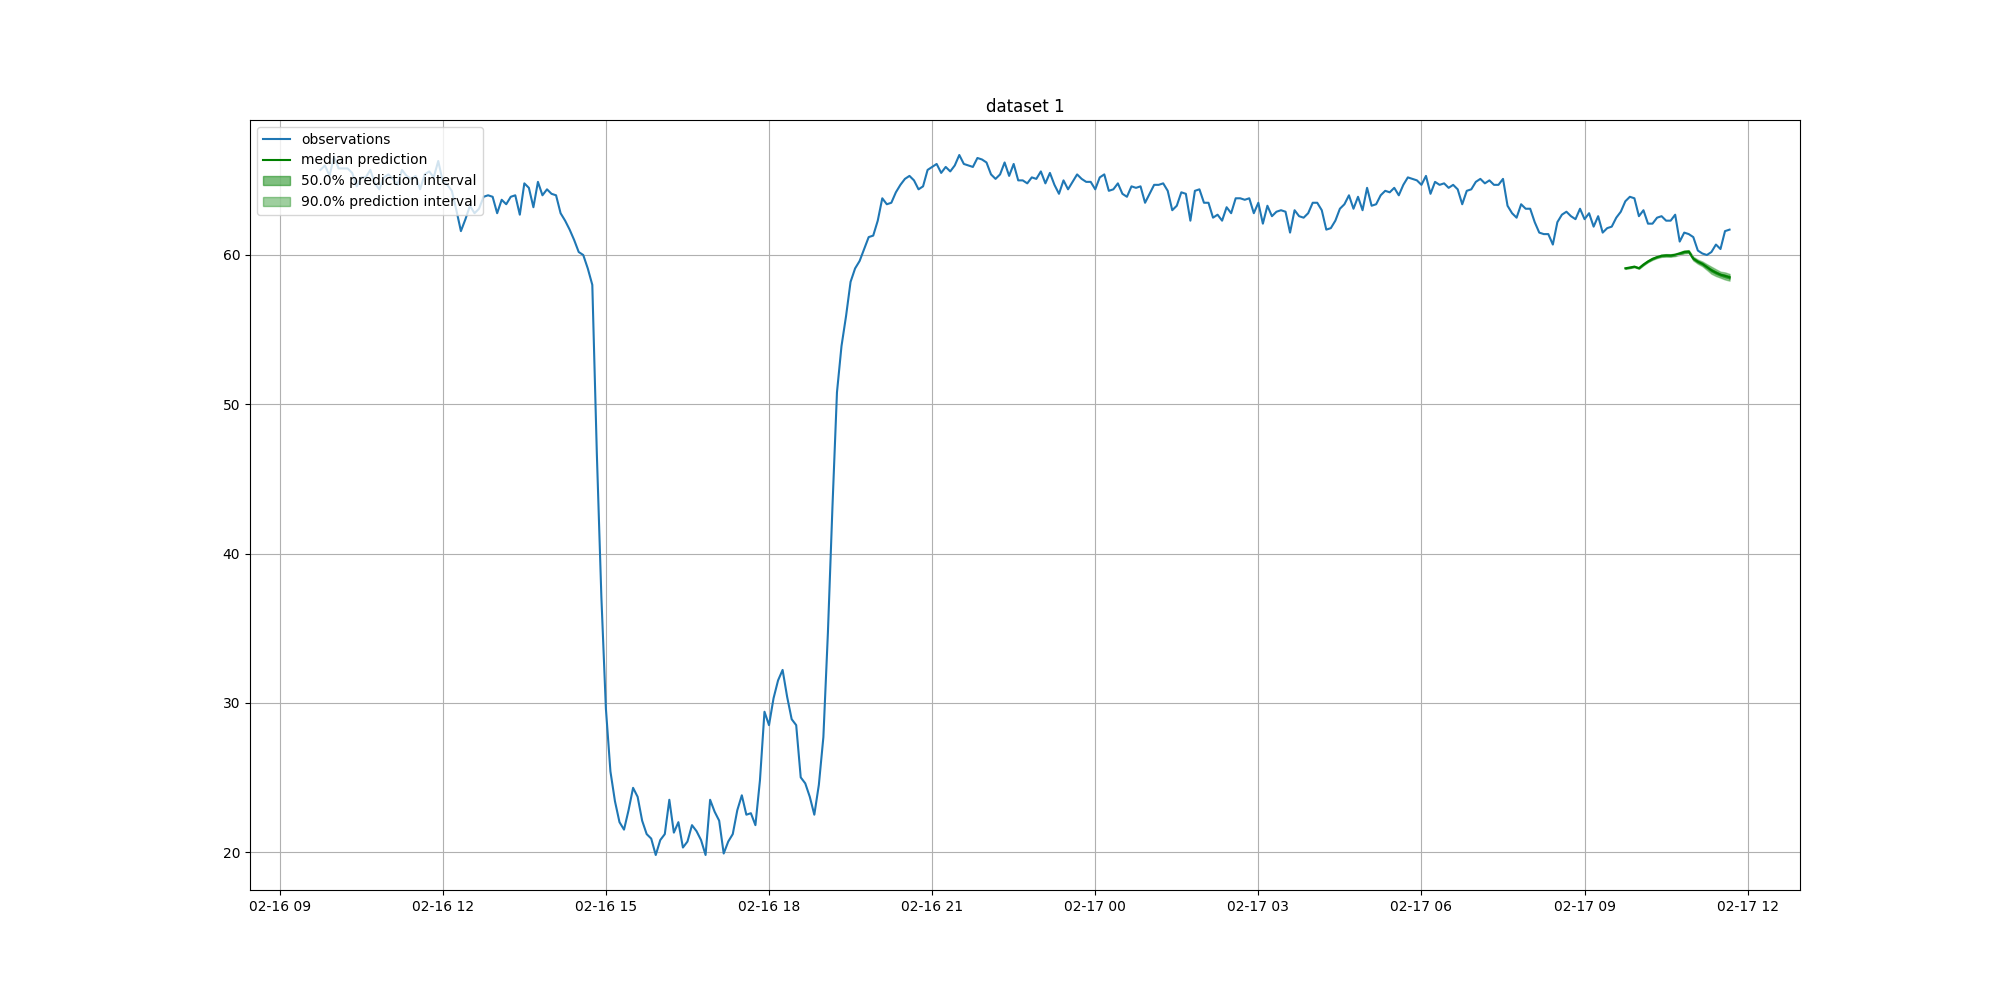 dataset 1
observations
median prediction
50.0% prediction interval
90.0% prediction interval
60
50
40
30
20
02-16 09 02-16 12 02-16 15 02-16 18 02-16 21 02-17 00 02-17 03 02-17 06 02-17 09 02-17 12